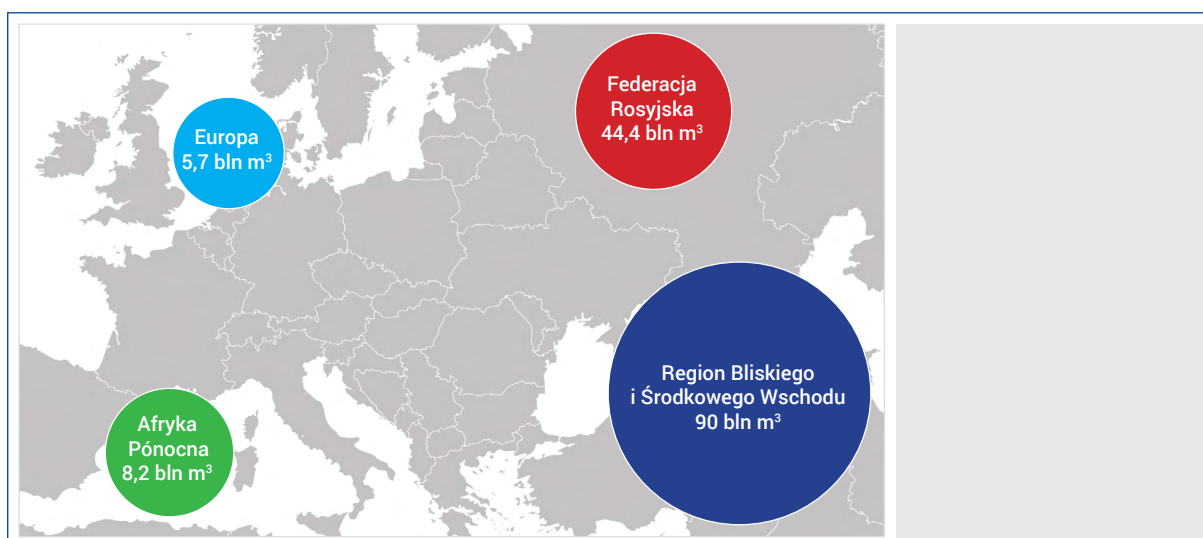 Federacja
Rosyjska
44,4 bln m³
Europa
5,7 bln m³
Region Bliskiego
i Środkowego Wschodu
90 bln m³
Afryka
Pónocna
8,2 bln m³